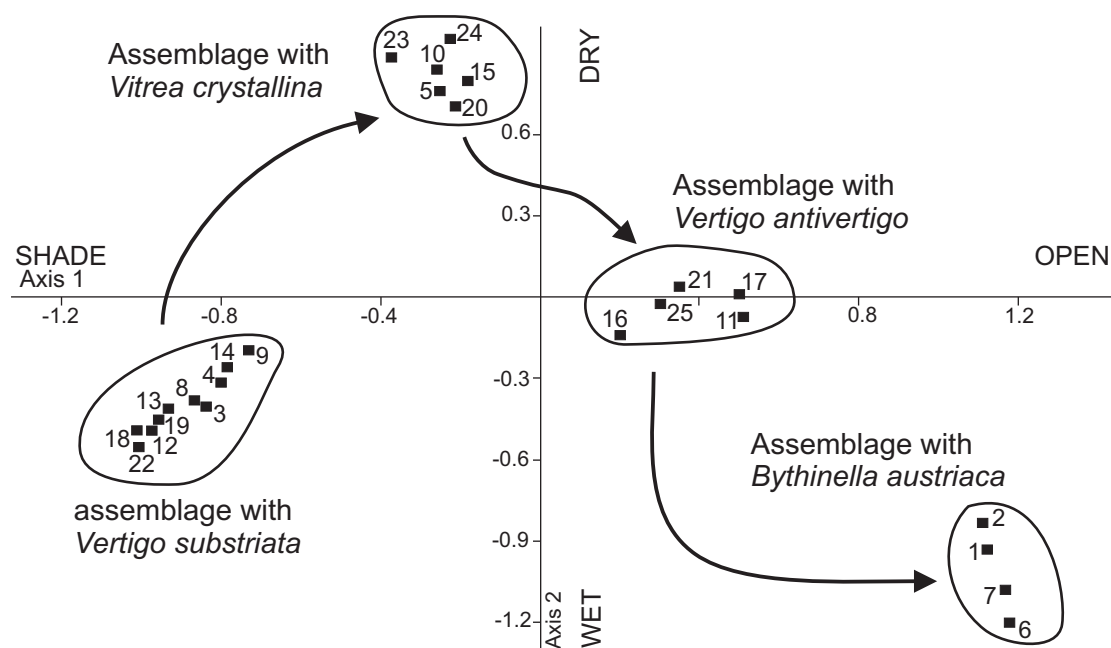 Assemblage with
Vitrea crystallina
23
24
10
15
5
20
DRY
0.6
Assemblage with
Vertigo antivertigo
0.3
SHADE
Axis 1
OPEN
21
17
25
11
16
-1.2
-0.8
-0.4
0.8
1.2
14
9
4
8
3
13
19
18
12
22
-0.3
assemblage with
Vertigo substriata
Assemblage with
Bythinella austriaca
-0.6
-0.9
-1.2
2
1
7
6
Axis 2
WET